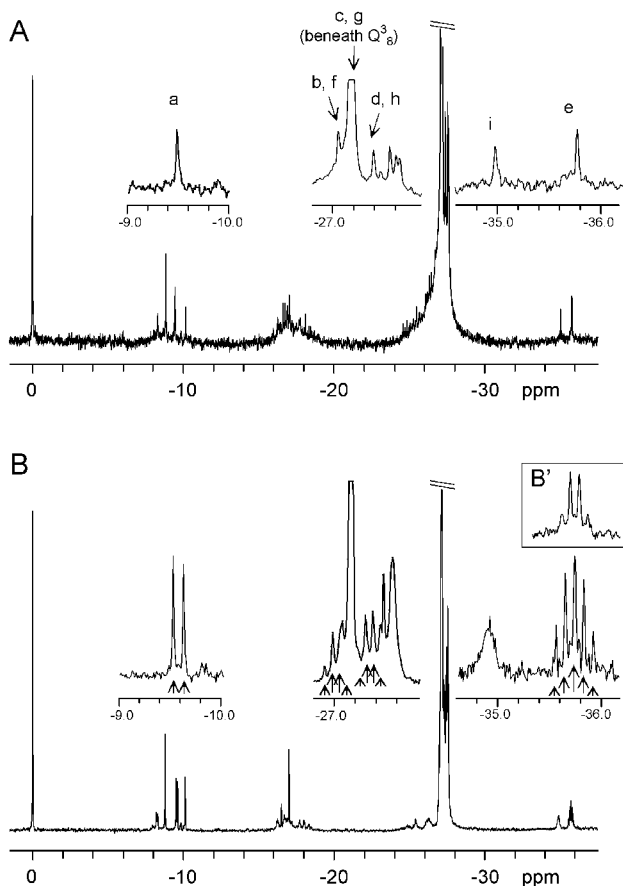 A
c, g
(beneath Q³₈)
b, f
a
d, h
i
e
-9.0 -10.0
-27.0
-35.0 -36.0
0 -10 -20 -30 ppm
B
B'
-9.0 -10.0
-27.0
-35.0 -36.0
0 -10 -20 -30 ppm